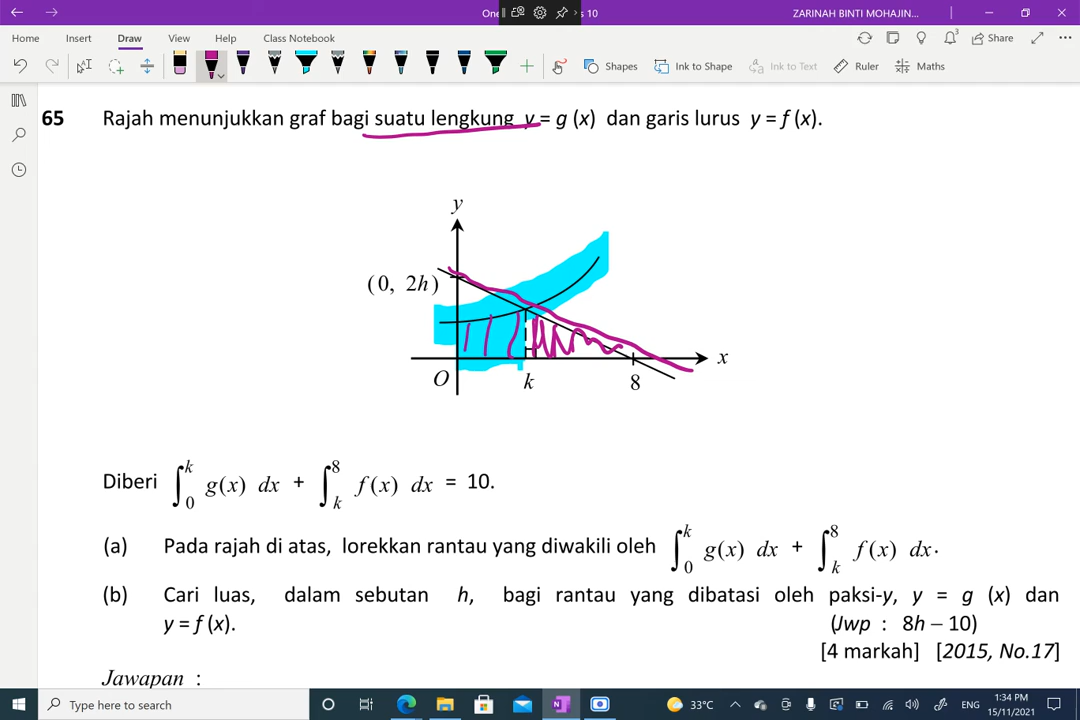 One
s 10
ZARINAH BINTI MOHAJIN...
Home Insert Draw View Help Class Notebook
Share
Shapes Ink to Shape Ink to Text Ruler Maths
65 Rajah menunjukkan graf bagi suatu lengkung y = g (x) dan garis lurus y = f (x).
y
(0, 2h)
x
O k 8
Diberi ∫₀ᵏ g(x) dx + ∫ₖ⁸ f(x) dx = 10.
(a) Pada rajah di atas, lorekkan rantau yang diwakili oleh ∫₀ᵏ g(x) dx + ∫ₖ⁸ f(x) dx.
(b) Cari luas, dalam sebutan h, bagi rantau yang dibatasi oleh paksi-y, y = g (x) dan
y = f (x). (Jwp : 8h – 10)
[4 markah] [2015, No.17]
Jawapan :
Type here to search
33°C
ENG
1:34 PM
15/11/2021
3